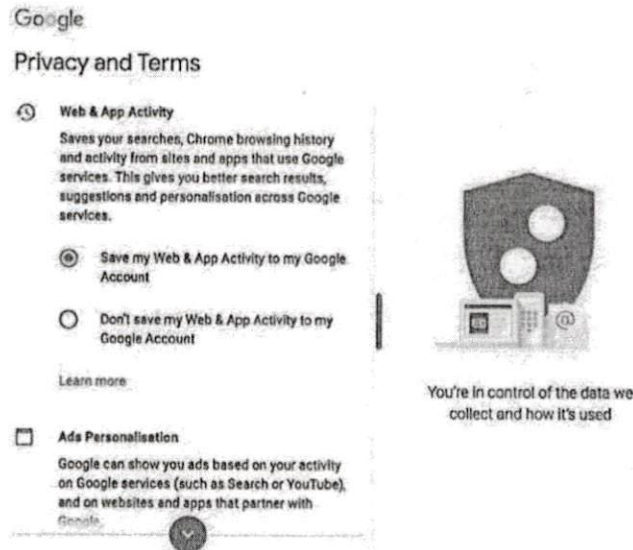 Google
Privacy and Terms
Web & App Activity
Saves your searches, Chrome browsing history
and activity from sites and apps that use Google
services. This gives you better search results,
suggestions and personalisation across Google
services.
Save my Web & App Activity to my Google
Account
Don't save my Web & App Activity to my
Google Account
Learn more
Ads Personalisation
Google can show you ads based on your activity
on Google services (such as Search or YouTube),
and on websites and apps that partner with
Google.
@
You're in control of the data we
collect and how it's used